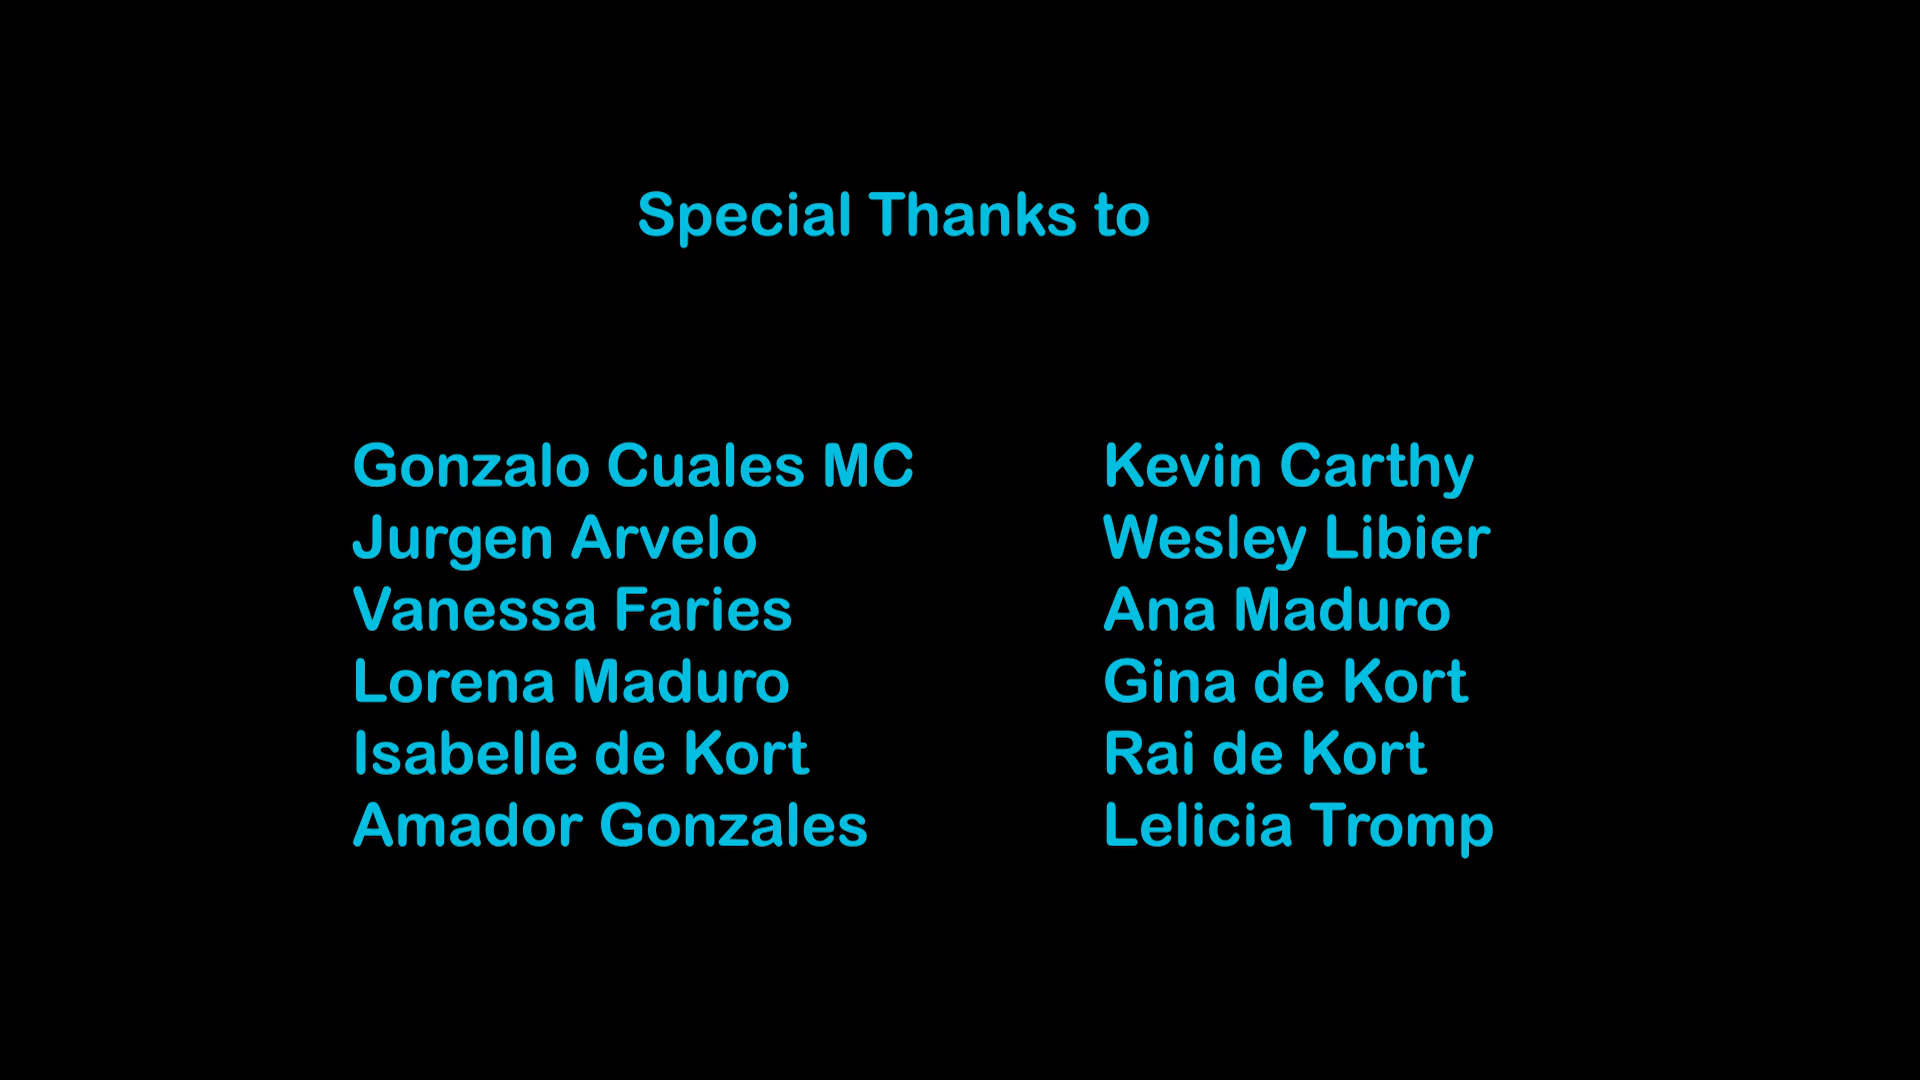 Special Thanks to
Gonzalo Cuales MC
Jurgen Arvelo
Vanessa Faries
Lorena Maduro
Isabelle de Kort
Amador Gonzales
Kevin Carthy
Wesley Libier
Ana Maduro
Gina de Kort
Rai de Kort
Lelicia Tromp